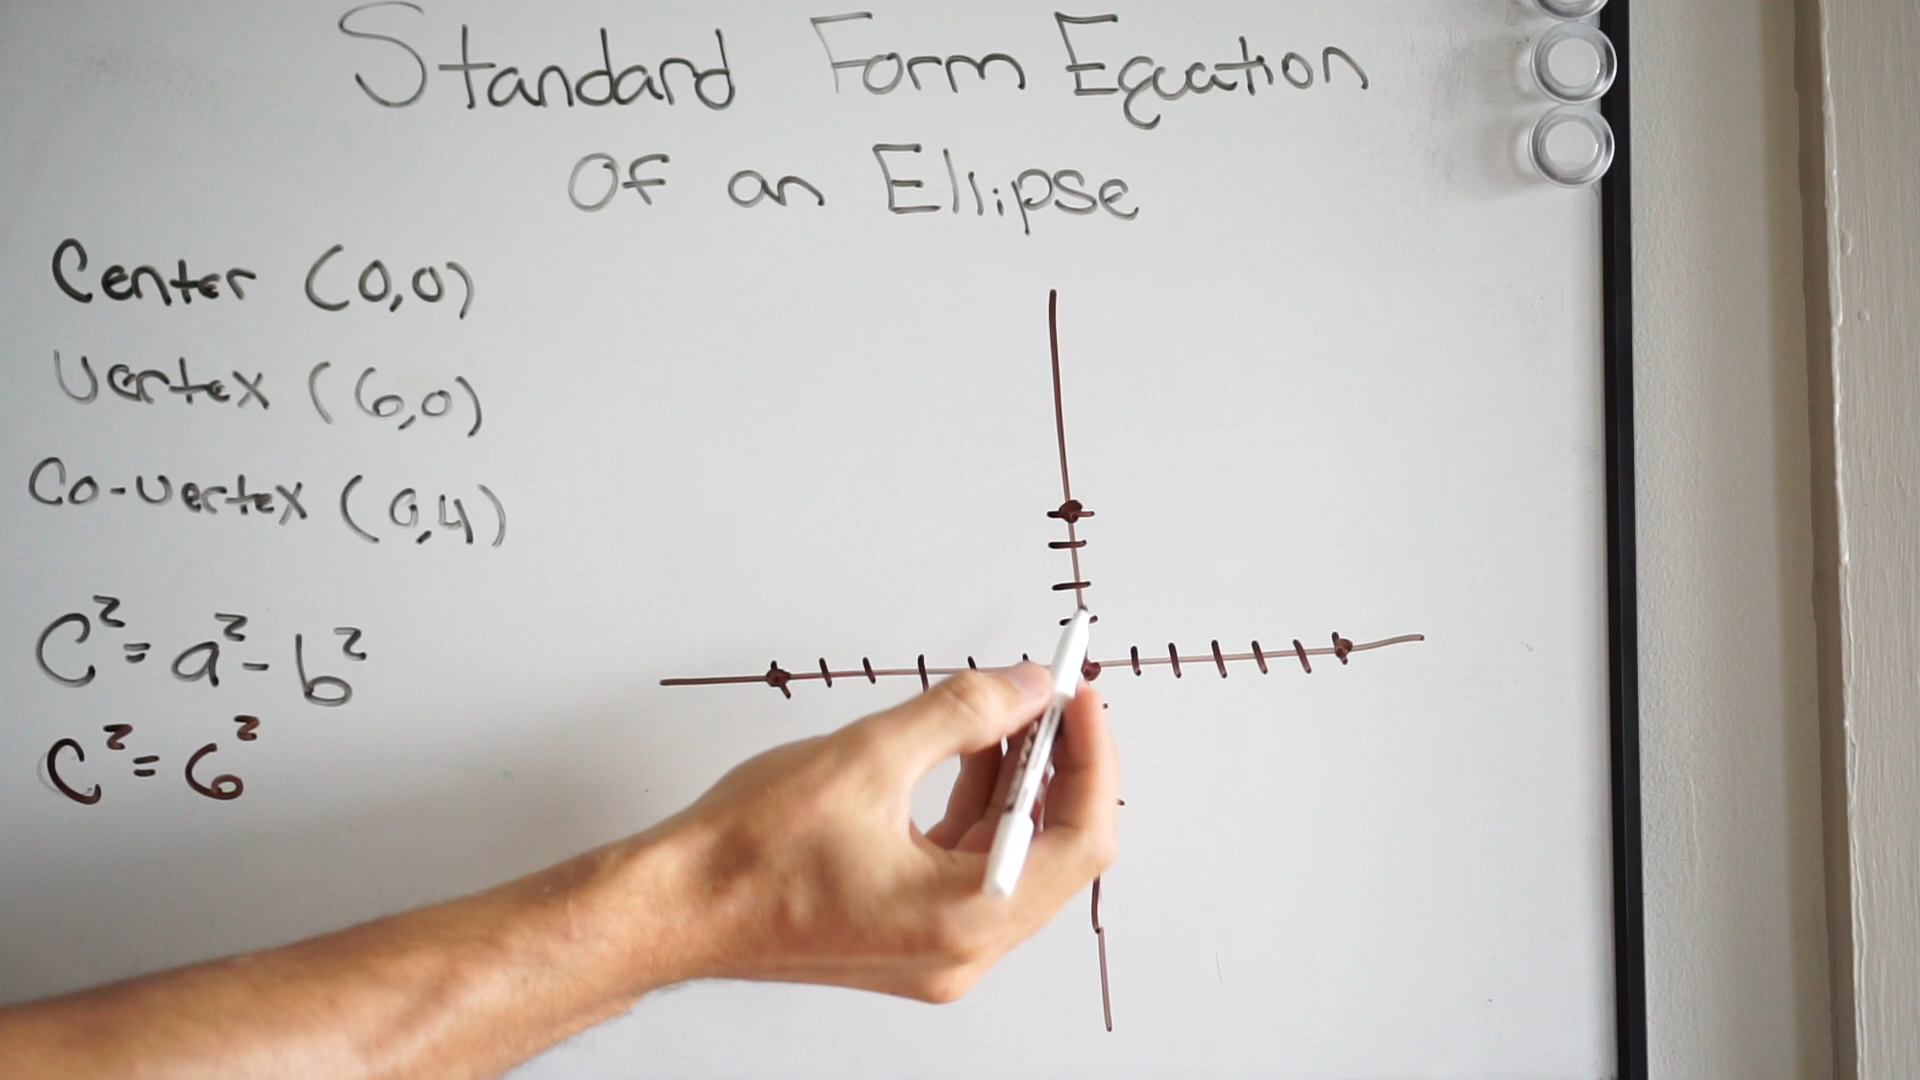 Standard Form Equation
Of an Ellipse
Center (0,0)
Vertex (6,0)
Co-vertex (0,4)
C² = a² - b²
C² = 6²